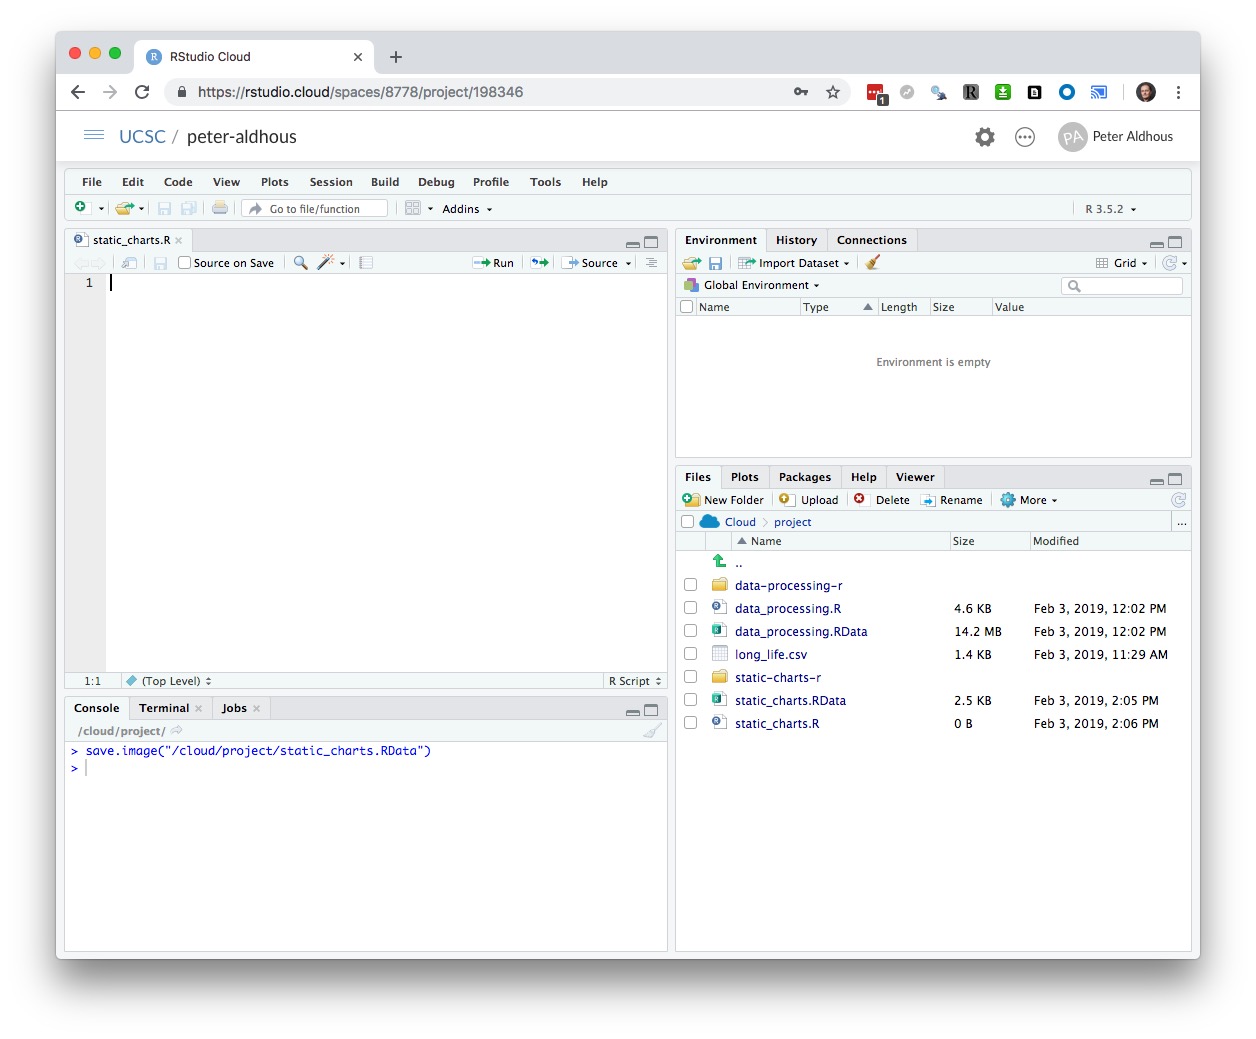 RStudio Cloud
https://rstudio.cloud/spaces/8778/project/198346
1
UCSC / peter-aldhous
PA Peter Aldhous
File Edit Code View Plots Session Build Debug Profile Tools Help
Go to file/function Addins R 3.5.2
static_charts.R
Source on Save Run Source
1
1:1 (Top Level) R Script
Console Terminal Jobs
/cloud/project/
> save.image("/cloud/project/static_charts.RData")
>
Environment History Connections
Import Dataset Grid
Global Environment
Name Type Length Size Value
Environment is empty
Files Plots Packages Help Viewer
New Folder Upload Delete Rename More
Cloud project ...
Name Size Modified
..
data-processing-r
data_processing.R 4.6 KB Feb 3, 2019, 12:02 PM
data_processing.RData 14.2 MB Feb 3, 2019, 12:02 PM
long_life.csv 1.4 KB Feb 3, 2019, 11:29 AM
static-charts-r
static_charts.RData 2.5 KB Feb 3, 2019, 2:05 PM
static_charts.R 0 B Feb 3, 2019, 2:06 PM